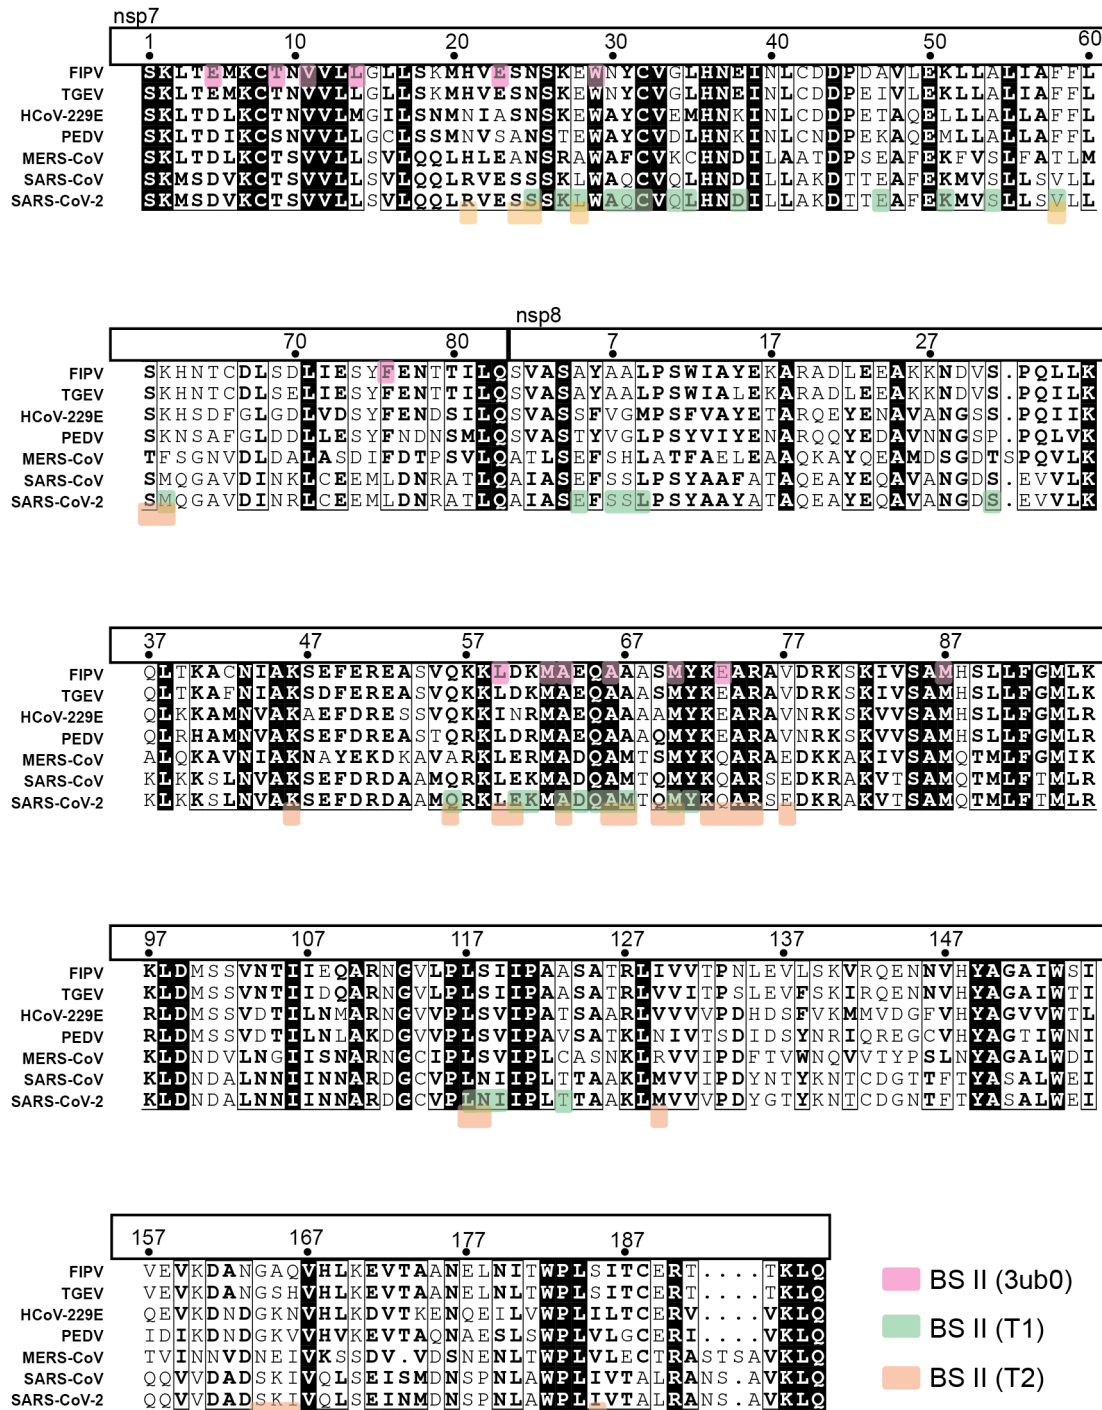 nsp7
1 10 20 30 40 50 60
FIPV SKLTEMKCTNVVLLGLLSKMHVESNSKEWNYCVGLHNEINLCDDPDAVLEKLLALIAFFL
TGEV SKLTEMKCTNVVLLGLLSKMHVESNSKEWNYCVGLHNEINLCDDPEIVLEKLLALIAFFL
HCoV-229E SKLTDLKCTNVVLMGILSNMNIASNSKEWAYCVEMHNKINLCDDPETAQELLLALLAFFL
PEDV SKLTDIKCTNVVLLGCLSSMNVSANSTEWAYCVDLHNKINLCNDPEKAQEMLLALLAFFL
MERS-CoV SKLTDLKCTSVVLLSVLQQLHLEANSRAWAFCVKCHNDILAATDPSEAFEKFVSLFATLM
SARS-CoV SKMSDVKCTSVVLLSVLQQLRVESSSKLWAQCVQLHNDILLAKDTTEAFEKMVSLLSVLL
SARS-CoV-2 SKMSDVKCTSVVLLSVLQQLRVESSSKLWAQCVQLHNDILLAKDTTEAFEKMVSLLSVLL
nsp8
70 80 7 17 27
FIPV SKHNTCDLSDLIESYFENTTILQSVASAYAALPSWIAYEKARADLEEAKKNDVS.PQLLK
TGEV SKHNTCDLSELIESYFENTTILQSVASAYAALPSWIALEKARADLEEAKKNDVS.PQILK
HCoV-229E SKHSDFGLGDLVDSYFENDSILQSVASSFVGMPSFVAYETARQEYENAVANGSS.PQIIK
PEDV SKNSAFGLDDLLESYFNDNSMLQSVASTYVGLPSYVIYENARQQYEDAVNNGSP.PQLVK
MERS-CoV TFSGNVDLDALASDIFDTPSVLQATLSEFSHLATFAELEAAQKAYQEAMDSGDTSPQVLK
SARS-CoV SMQGAVDINKLCEEMLDNRATLQAIASEFSSLPSYAAFATAQEAYEQAVANGDS.EVVLK
SARS-CoV-2 SMQGAVDINRLCEEMLDNRATLQAIASEFSSLPSYAAYATAQEAYEQAVANGDS.EVVLK
37 47 57 67 77 87
FIPV QLTKACNIAKSEFEREASVQKKLDKMAEQAAASMYKEARAVDRKSKIVSAMHSLLFGMLK
TGEV QLTKAFNIAKSDFEREASVQKKLDKMAEQAAASMYKEARAVDRKSKIVSAMHSLLFGMLK
HCoV-229E QLKKAMNVAKAEFDRESSVQKKINRMAEQAAAAMYKEARAVNRKSKVVSAMHSLLFGMLR
PEDV QLRHAMNVAKSEFDREASTQRKLDRMAEQAAAQMYKEARAVNRKSKVVSAMHSLLFGMLR
MERS-CoV ALQKAVNIAKNAYEKDKAVARKLERMADQAMTSMYKQARAEDKKAKIVSAMQTMLFGMIK
SARS-CoV KLKKSLNVAKSEFDRDAAMQRKLEKMADQAMTQMYKQARSEDKRAKVTSAMQTMLFTMLR
SARS-CoV-2 KLKKSLNVAKSEFDRDAAMQRKLEKMADQAMTQMYKQARSEDKRAKVTSAMQTMLFTMLR
97 107 117 127 137 147
FIPV KLDMSSVNTIIEQARNGVLPLSIIPAASATRLIVVTPNLEVLSKVRQENNVHYAGAIWSI
TGEV KLDMSSVNTIIDQARNGVLPLSIIPAASATRLVVITPSLEVFSKIRQENNVHYAGAIWTI
HCoV-229E RLDMSSVDTILNMARNGVVPLSVIPATSAARLVVVVPDHDSFVKMMVDGFVHYAGVVWTL
PEDV RLDMSSVDTILNLAKDGVVPLSVIPAVSATKLNIVTSDIDSYNRIQREGCVHYAGTIWNI
MERS-CoV KLDNDVLNGIISNARNGCIPLSVIPLCASNKLRVVIPDFTVWNQVVTYPSLNYAGALWDI
SARS-CoV KLDNDALNNIINNARDGCVPLNIIPLTTAAKLMVVIPDYNTYKNTCDGTTFTYASALWEI
SARS-CoV-2 KLDNDALNNIINNARDGCVPLNIIPLTTAAKLMVVVPDYGTYKNTCDGNTFTYASALWEI
157 167 177 187
FIPV VEVKDANGAQVHLKEVTAANELNITWPLSITCERT....TKLQ
TGEV VEVKDANGSHVHLKEVTAANELNLTWPLSITCERT....TKLQ
HCoV-229E QEVKDNDGKNVHLKDVTKENQEILVWPLILTCERV....VKLQ
PEDV IDIKDNDGKVVHVKEVTAQNAESLSWPLVLGCERI....VKLQ
MERS-CoV TVINNVDNEIVKSSDV.VDSNENLTWPLVLECTRASTSAVKLQ
SARS-CoV QQVVDADSKIVQLSEISMDNSPNLAWPLIVTALRANS.AVKLQ
SARS-CoV-2 QQVVDADSKIVQLSEINMDNSPNLAWPLIVTALRANS.AVKLQ
BS II (3ub0)
BS II (T1)
BS II (T2)